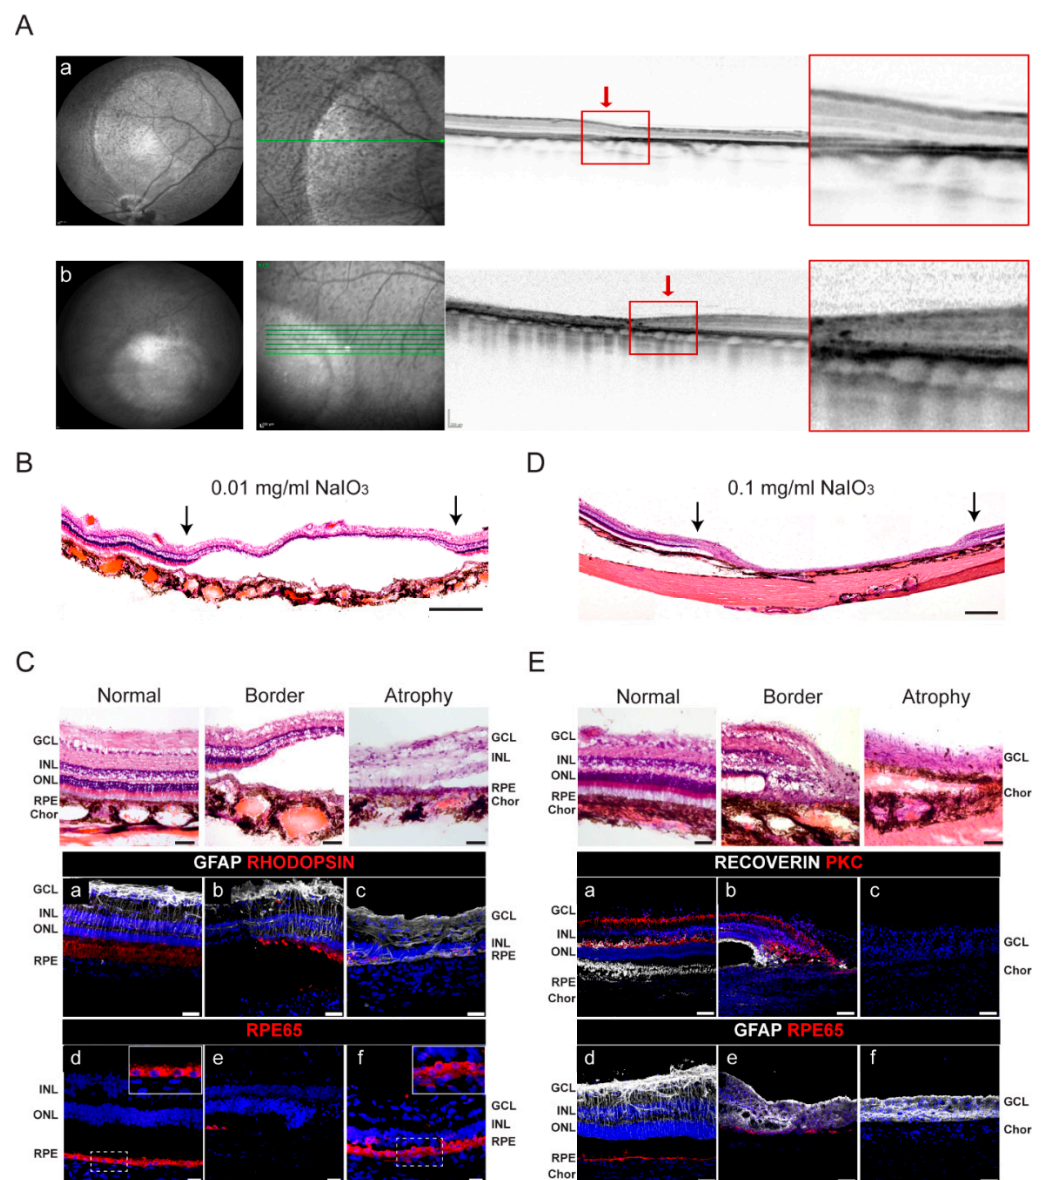 A
a
b
B
0.01 mg/ml NaIO3
D
0.1 mg/ml NaIO3
C
Normal
Border
Atrophy
GCL
INL
ONL
RPE
Chor
GCL
INL
RPE
Chor
GFAP RHODOPSIN
a
b
c
GCL
INL
ONL
RPE
GCL
INL
RPE
RPE65
d
e
f
INL
ONL
RPE
GCL
INL
RPE
E
Normal
Border
Atrophy
GCL
INL
ONL
RPE
Chor
GCL
Chor
RECOVERIN PKC
a
b
c
GCL
INL
ONL
RPE
Chor
GCL
Chor
GFAP RPE65
d
e
f
GCL
INL
ONL
RPE
Chor
GCL
Chor